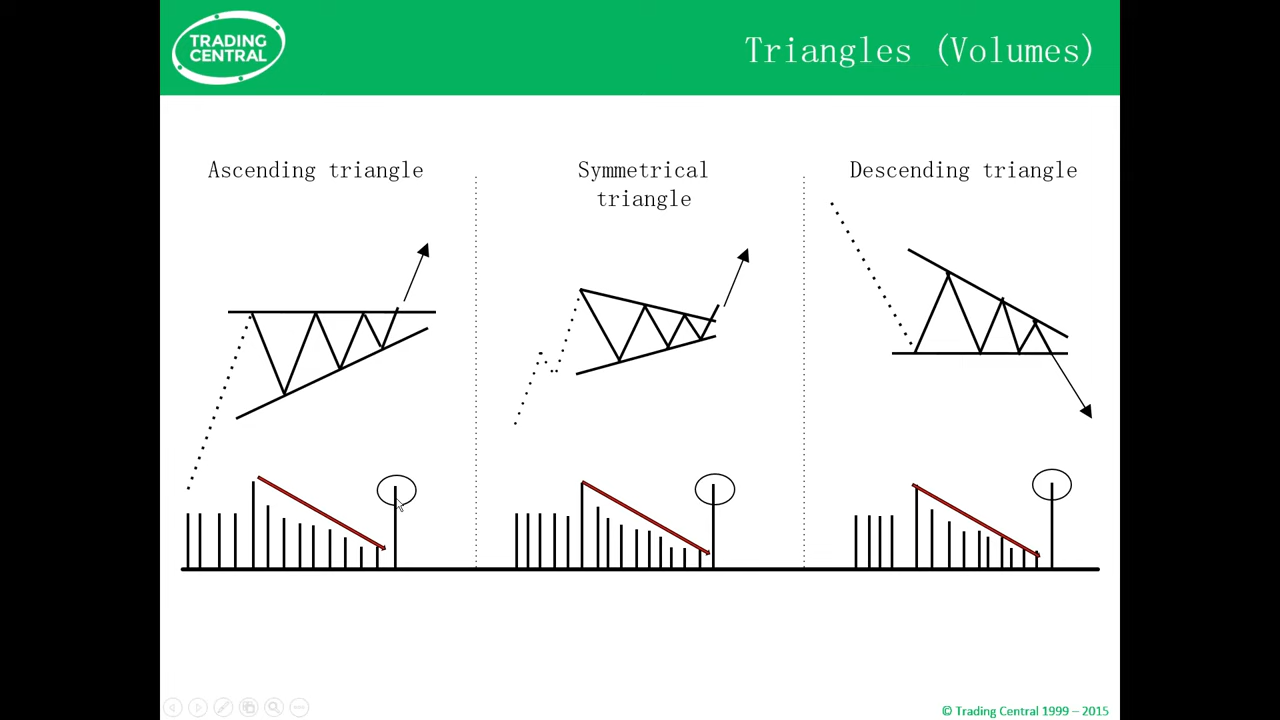 TRADING
CENTRAL
Triangles (Volumes)
Ascending triangle
Symmetrical
triangle
Descending triangle
© Trading Central 1999 – 2015